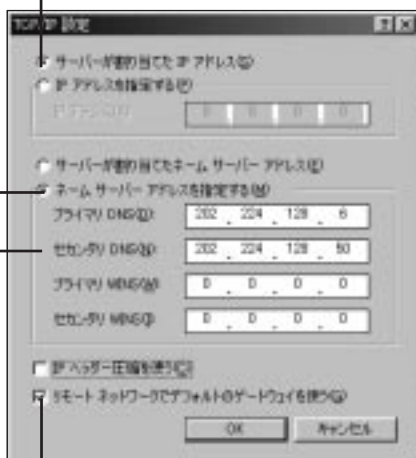 TCP/IP 設定
サーバーが割り当てた IP アドレス(S)
IP アドレスを指定する(P)
0 . 0 . 0 . 0
サーバーが割り当てたネーム サーバー アドレス(E)
ネーム サーバー アドレスを指定する(M)
プライマリ DNS(D): 202 . 224 . 128 . 6
セカンダリ DNS(N): 202 . 224 . 128 . 50
プライマリ WINS(W): 0 . 0 . 0 . 0
セカンダリ WINS(I): 0 . 0 . 0 . 0
IP ヘッダー圧縮を使う(C)
リモート ネットワークでデフォルトのゲートウェイを使う(G)
OK キャンセル